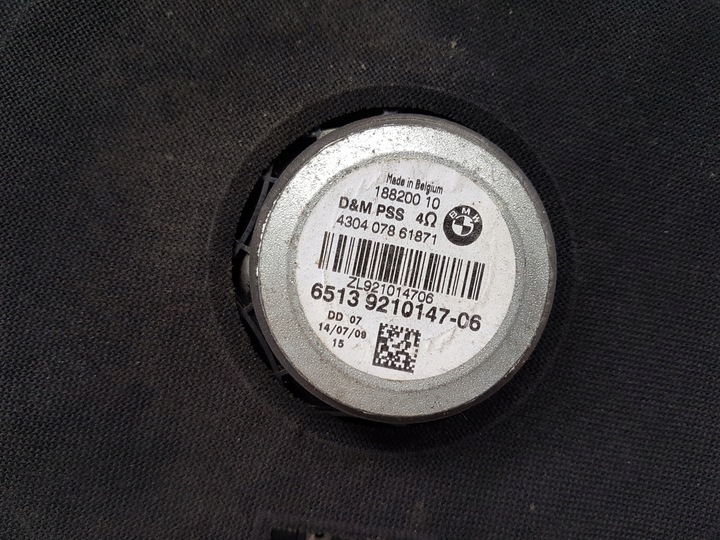 Made in Belgium
188200 10
D&M PSS 4Ω
BMW
4304 078 61871
ZL921014706
6513 9210147-06
DD 07
14/07/09
15